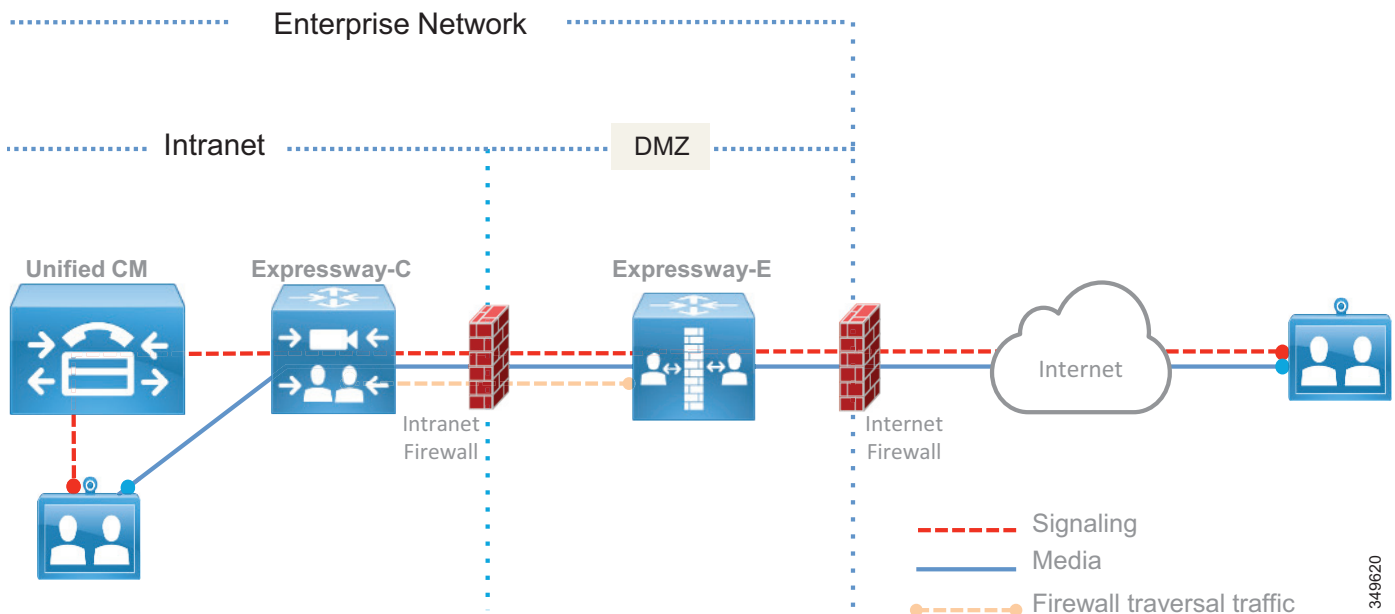 Enterprise Network
Intranet
DMZ
Unified CM
Expressway-C
Expressway-E
Internet
Intranet
Firewall
Internet
Firewall
Signaling
Media
Firewall traversal traffic
349620